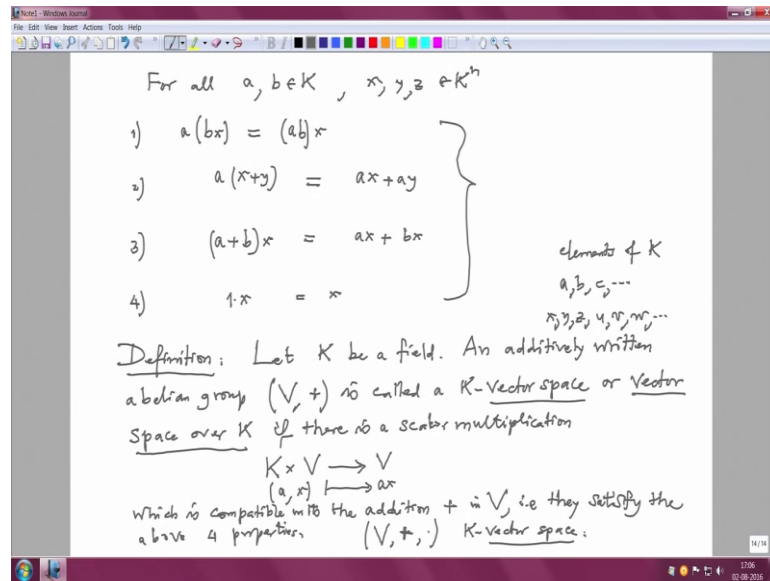 Note1 - Windows Journal
File Edit View Insert Actions Tools Help
For all a, b ∈ K , x, y, z ∈ Kⁿ
1) a(bx) = (ab)x
2) a(x+y) = ax+ay
3) (a+b)x = ax + bx
elements of K
a, b, c, ---
4) 1·x = x
x, y, z, u, v, w, ...
Definition: Let K be a field. An additively written
abelian group (V, +) is called a K-vector space or vector
space over K if there is a scalar multiplication
K × V → V
(a, x) ↦ ax
which is compatible with the addition + in V, i.e they satisfy the
above 4 properties. (V, +, ·) K-vector space.
14/14
17:06
02-08-2016